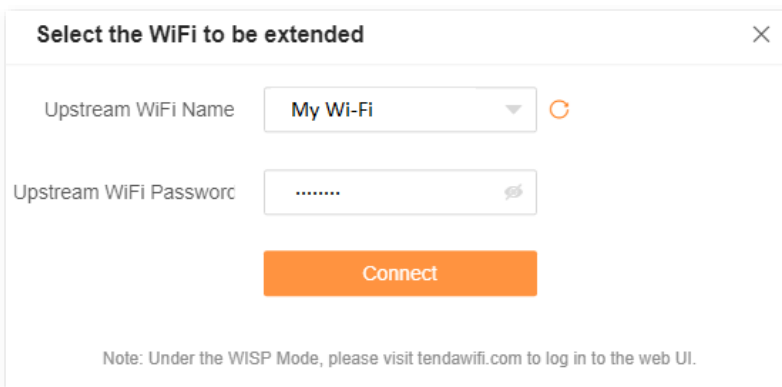 Select the WiFi to be extended
Upstream WiFi Name My Wi-Fi
Upstream WiFi Password ········
Connect
Note: Under the WISP Mode, please visit tendawifi.com to log in to the web UI.